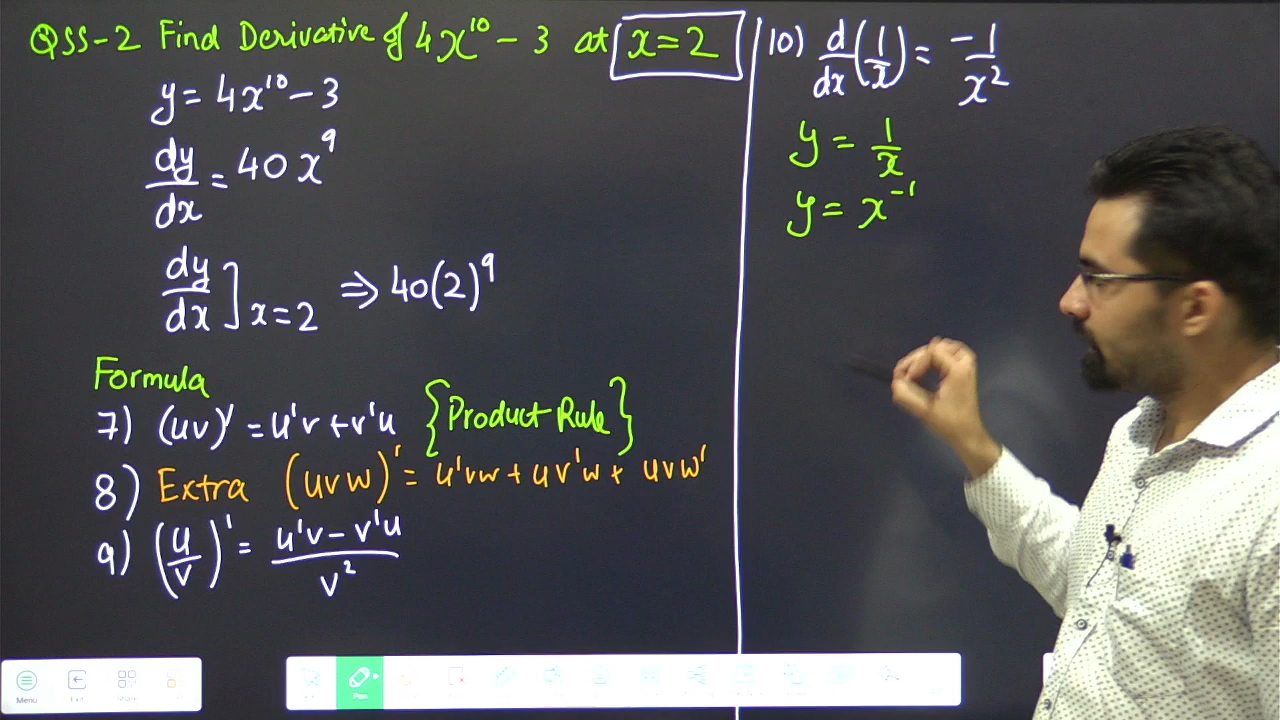 QSS-2 Find Derivative of 4x¹⁰ - 3 at x=2
y = 4x¹⁰ - 3
dy/dx = 40x⁹
dy/dx]x=2 ⇒ 40(2)⁹
Formula
7) (uv)' = u'v + v'u {Product Rule}
8) Extra (uvw)' = u'vw + uv'w + uvw'
9) (u/v)' = (u'v - v'u)/v²
10) d/dx(1/x) = -1/x²
y = 1/x
y = x⁻¹
Menu
Pen